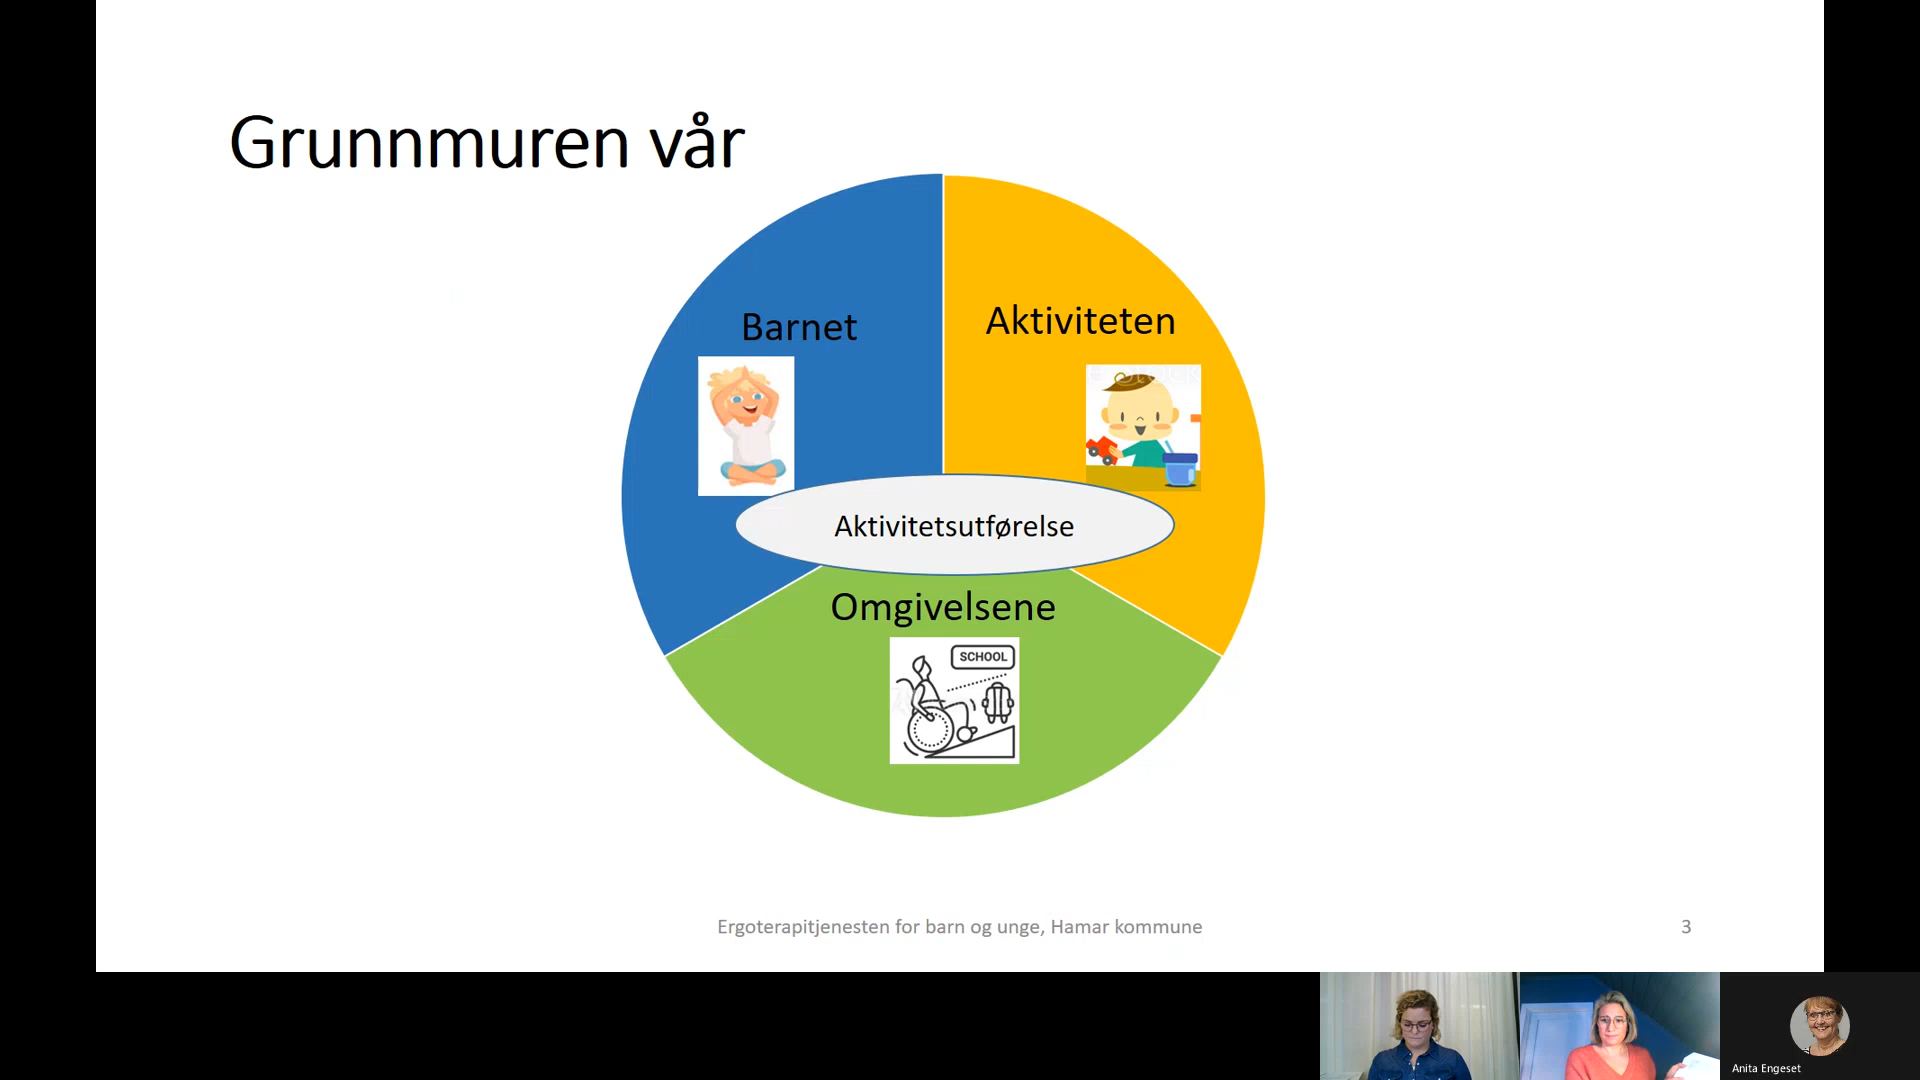 Grunnmuren vår
Barnet
Aktiviteten
Aktivitetsutførelse
Omgivelsene
SCHOOL
Ergoterapitjenesten for barn og unge, Hamar kommune
3
Anita Engeset